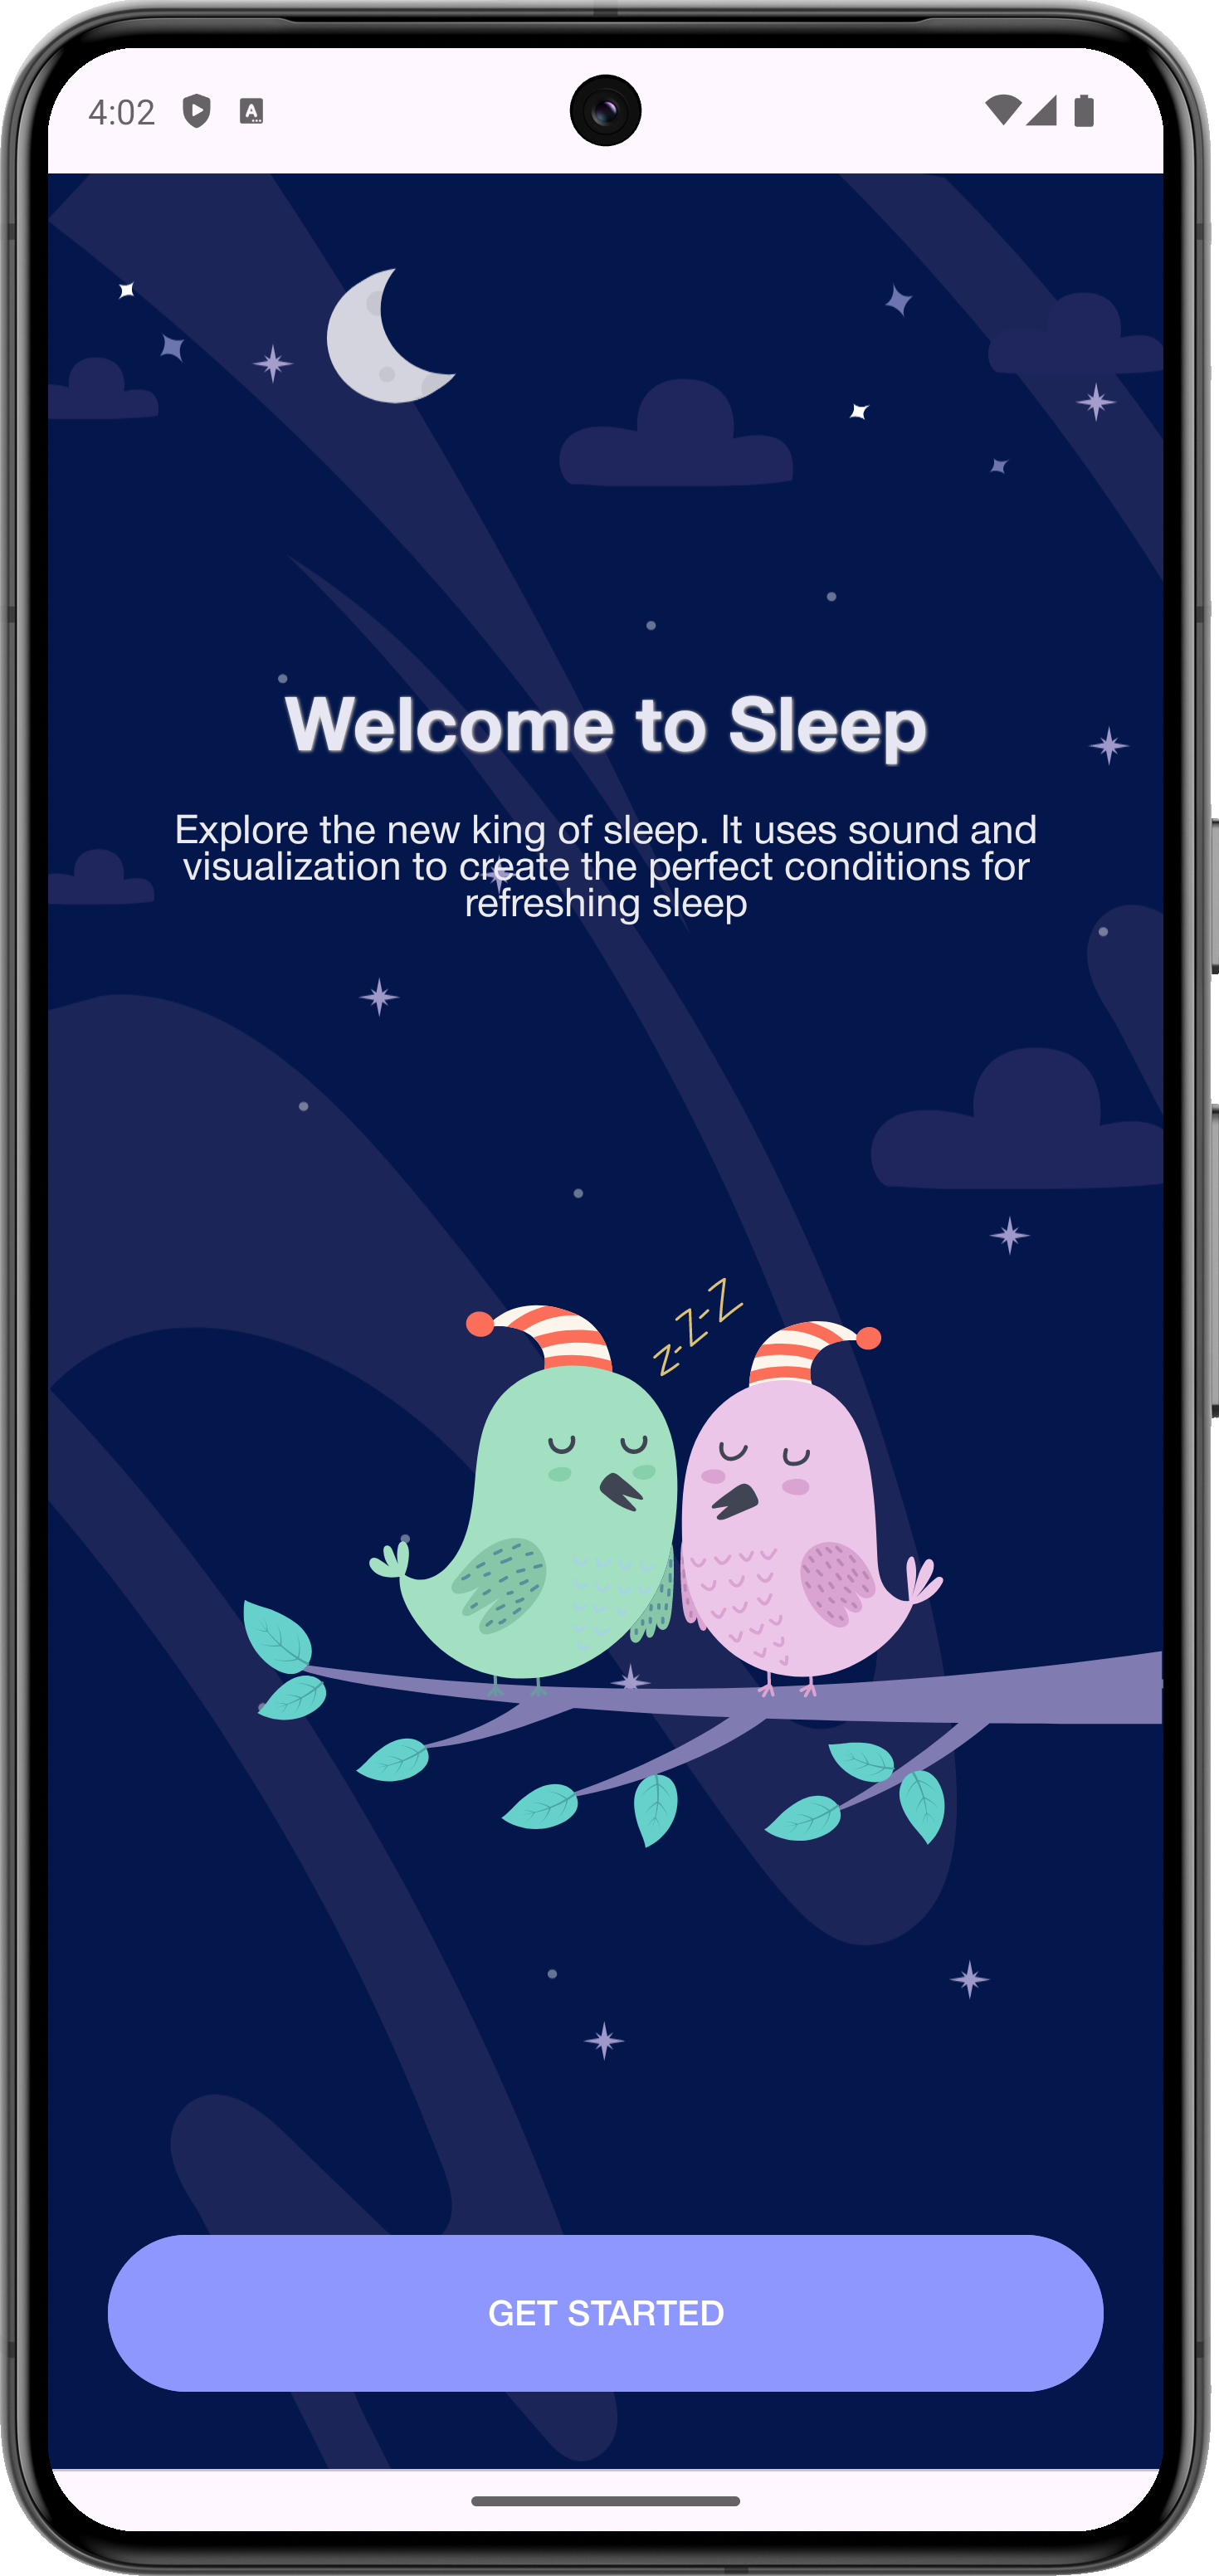 4:02
A
Welcome to Sleep
Explore the new king of sleep. It uses sound and
visualization to create the perfect conditions for
refreshing sleep
z-Z-Z
GET STARTED